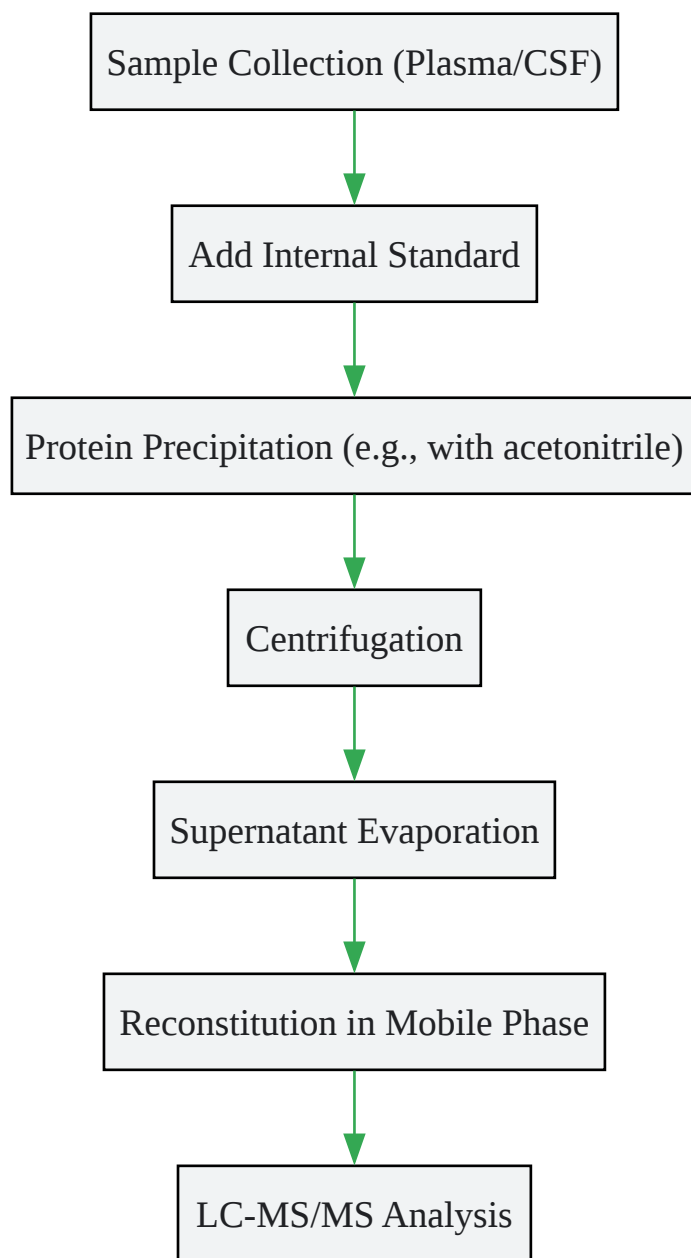 Sample Collection (Plasma/CSF)
Add Internal Standard
Protein Precipitation (e.g., with acetonitrile)
Centrifugation
Supernatant Evaporation
Reconstitution in Mobile Phase
LC-MS/MS Analysis